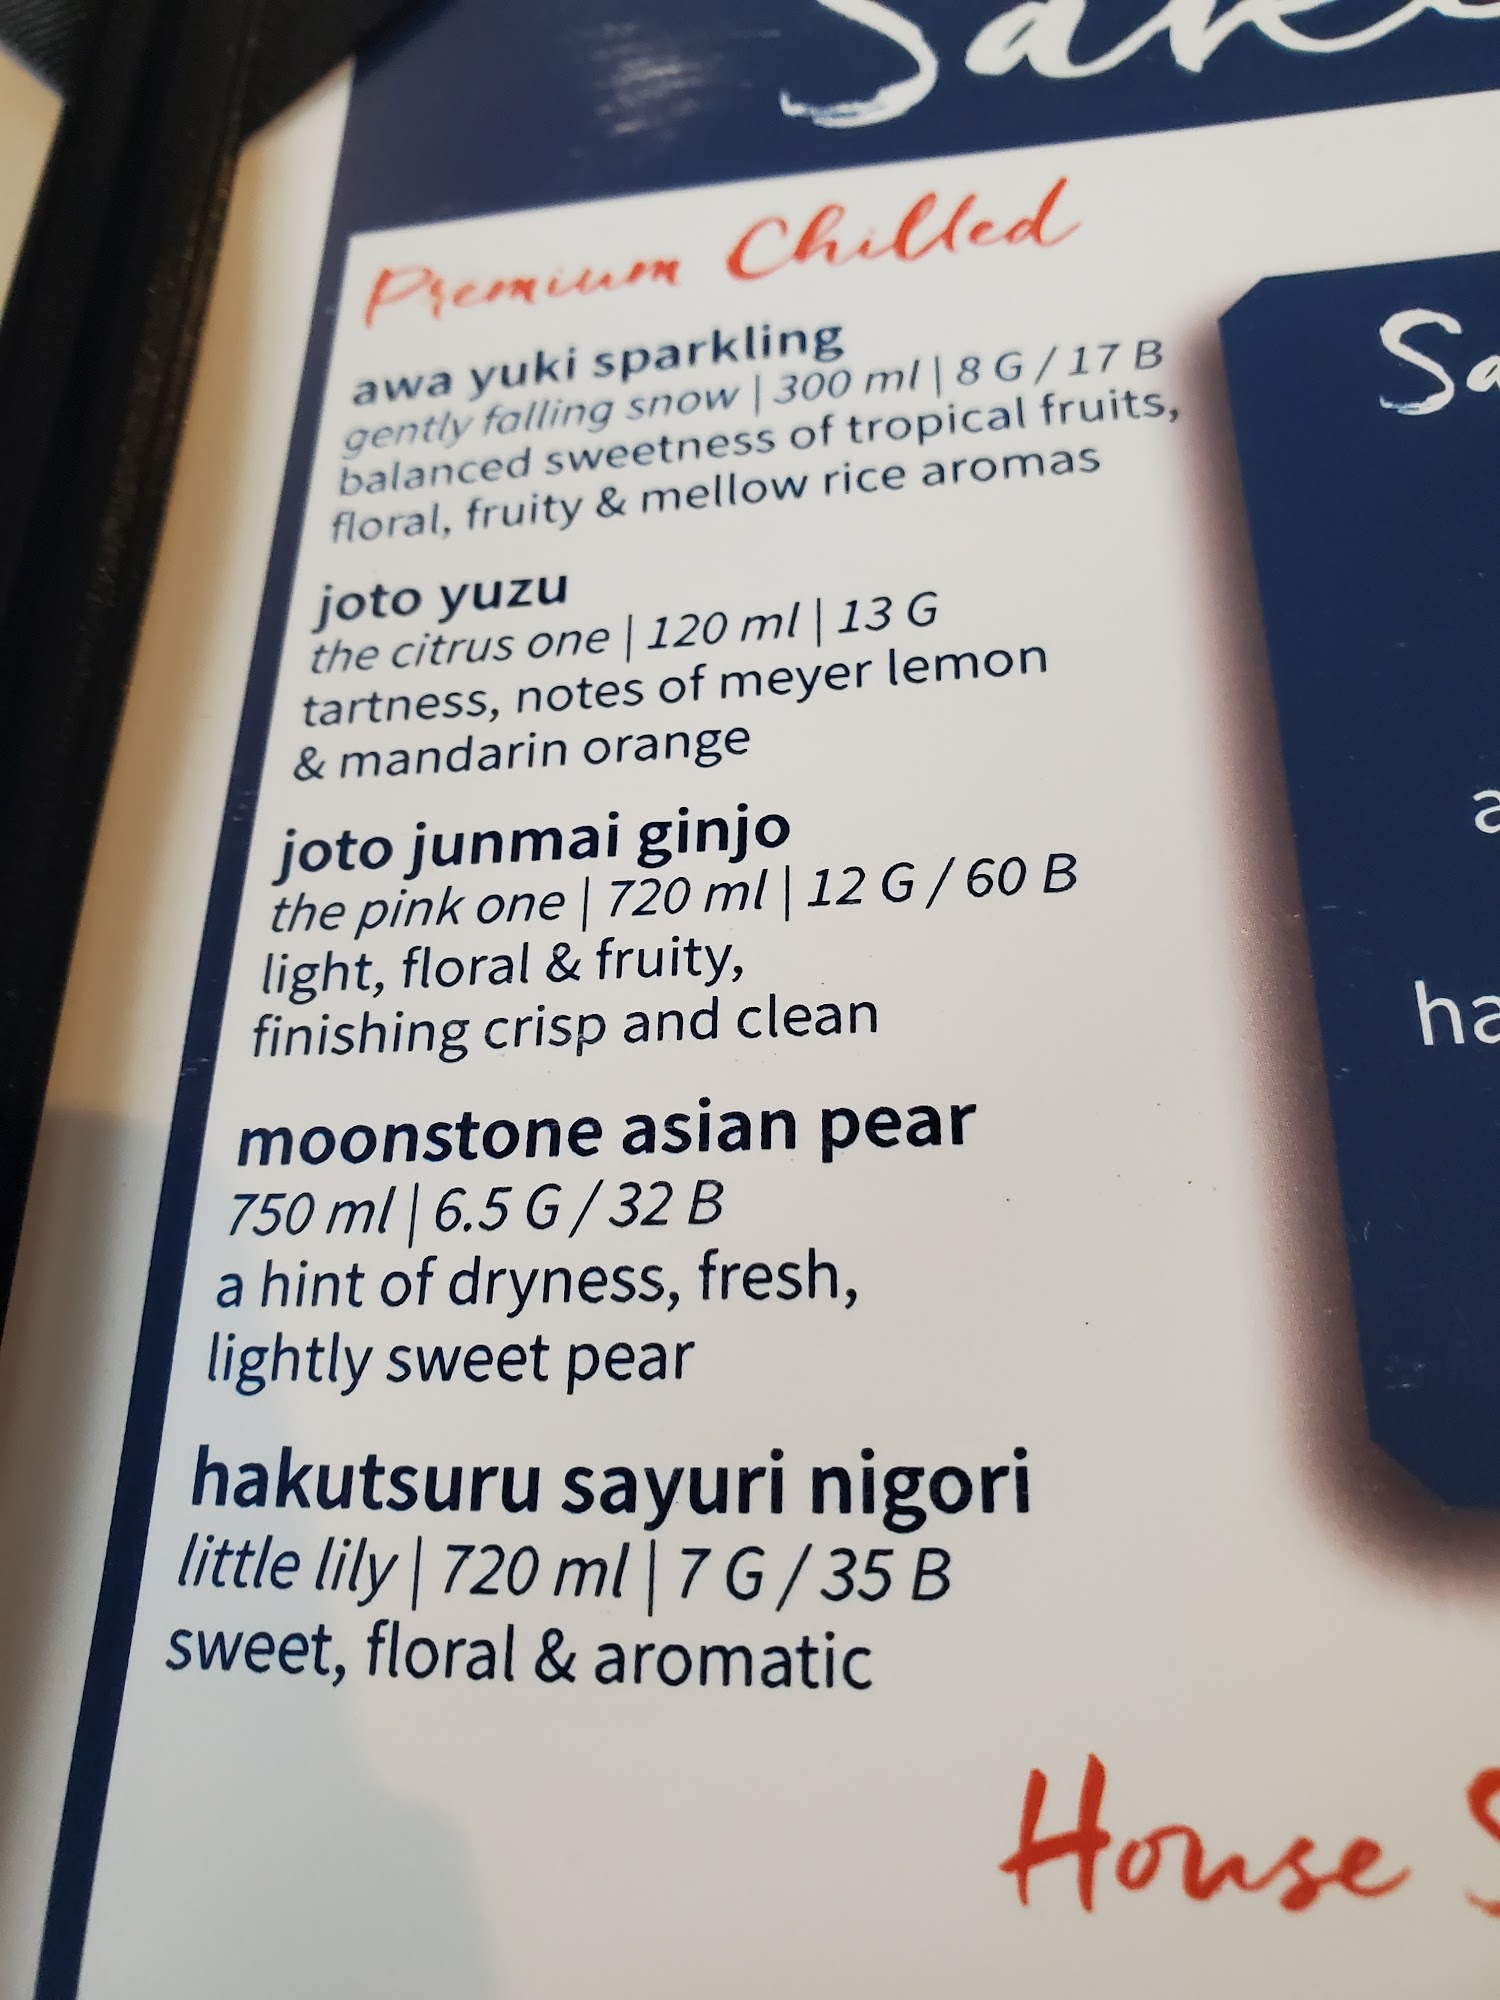 Premium Chilled
awa yuki sparkling
gently falling snow | 300 ml | 8 G / 17 B
balanced sweetness of tropical fruits,
floral, fruity & mellow rice aromas
joto yuzu
the citrus one | 120 ml | 13 G
tartness, notes of meyer lemon
& mandarin orange
joto junmai ginjo
the pink one | 720 ml | 12 G / 60 B
light, floral & fruity,
finishing crisp and clean
moonstone asian pear
750 ml | 6.5 G / 32 B
a hint of dryness, fresh,
lightly sweet pear
hakutsuru sayuri nigori
little lily | 720 ml | 7 G / 35 B
sweet, floral & aromatic
House